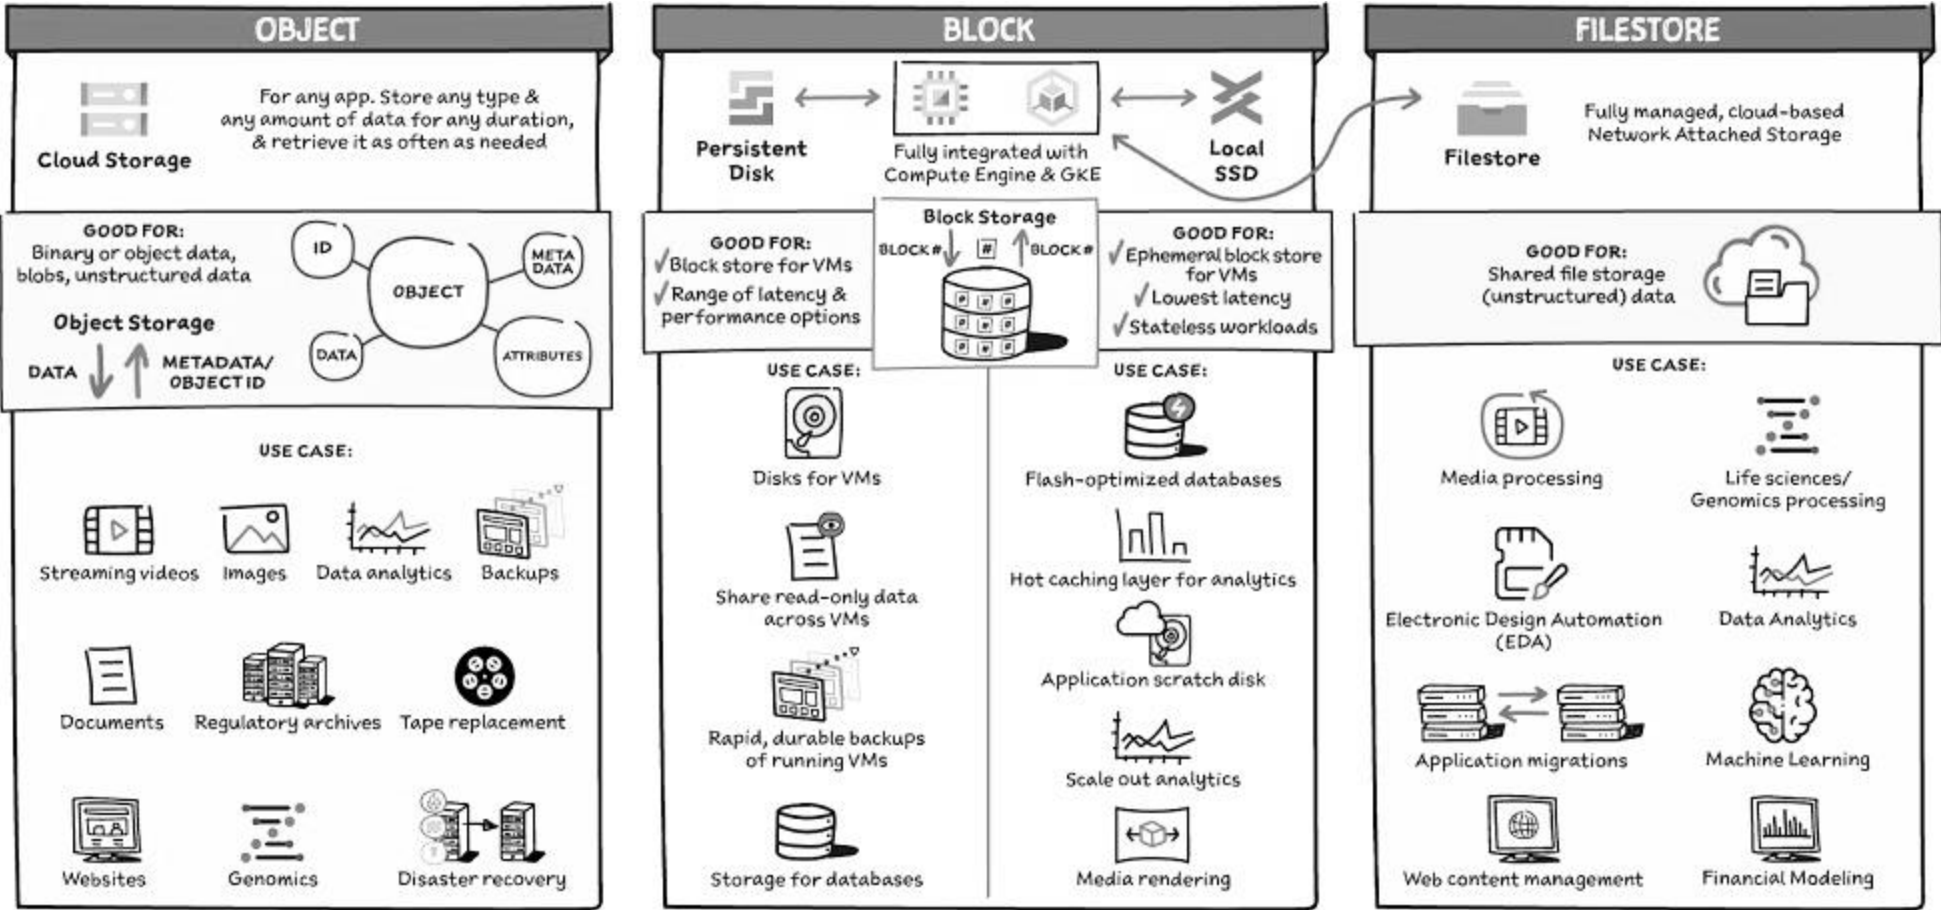 OBJECT
Cloud Storage
For any app. Store any type &
any amount of data for any duration,
& retrieve it as often as needed
GOOD FOR:
Binary or object data,
blobs, unstructured data
Object Storage
DATA
METADATA/
OBJECT ID
ID
META
DATA
OBJECT
DATA
ATTRIBUTES
USE CASE:
Streaming videos
Images
Data analytics
Backups
Documents
Regulatory archives
Tape replacement
Websites
Genomics
Disaster recovery
BLOCK
Persistent
Disk
Fully integrated with
Compute Engine & GKE
Local
SSD
GOOD FOR:
✓Block store for VMs
✓Range of latency &
performance options
Block Storage
BLOCK#
#
BLOCK#
# # #
# # #
# # #
GOOD FOR:
✓Ephemeral block store
for VMs
✓Lowest latency
✓Stateless workloads
USE CASE:
Disks for VMs
Share read-only data
across VMs
Rapid, durable backups
of running VMs
Storage for databases
USE CASE:
Flash-optimized databases
Hot caching layer for analytics
Application scratch disk
Scale out analytics
Media rendering
FILESTORE
Filestore
Fully managed, cloud-based
Network Attached Storage
GOOD FOR:
Shared file storage
(unstructured) data
USE CASE:
Media processing
Life sciences/
Genomics processing
Electronic Design Automation
(EDA)
Data Analytics
Application migrations
Machine Learning
Web content management
Financial Modeling